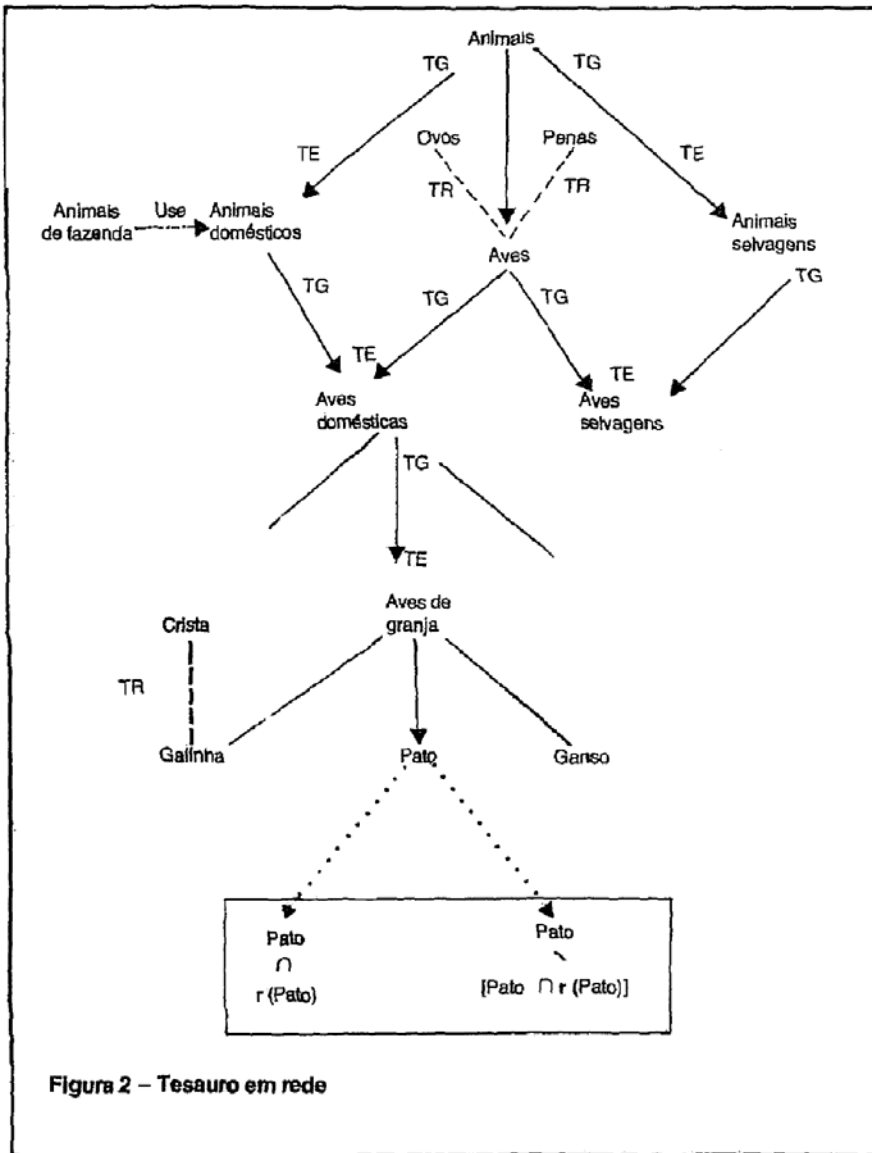 Animais
TG
TG
Ovos
Penas
TE
TR
TR
TE
Animais
de fazenda
Use
Animais
domésticos
Animais
selvagens
Aves
TG
TG
TG
TG
TE
TE
Aves
domésticas
Aves
selvagens
TG
TE
Aves de
granja
Crista
TR
Galinha
Pato
Ganso
Pato
∩
r (Pato)
Pato
~
[Pato ∩ r (Pato)]
Figura 2 – Tesauro em rede